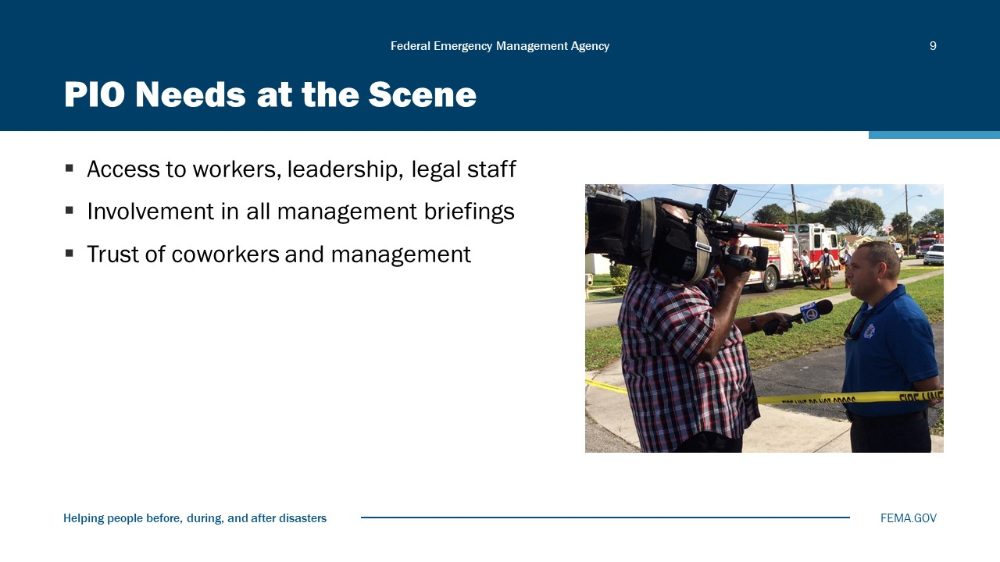 Federal Emergency Management Agency
9
PIO Needs at the Scene
Access to workers, leadership, legal staff
Involvement in all management briefings
Trust of coworkers and management
7
FIRE LINE DO NOT CROSS
FIRE LINE
Helping people before, during, and after disasters
FEMA.GOV